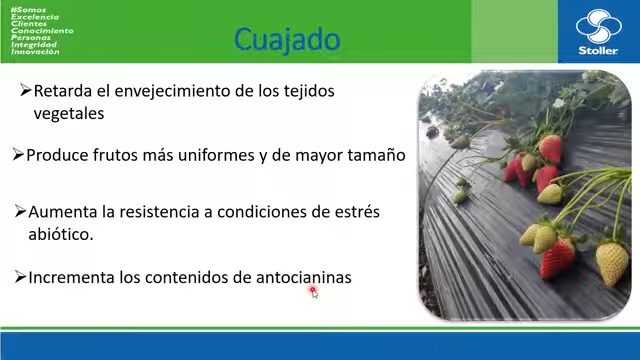 #Somos
Excelencia
Clientes
Conocimiento
Personas
Integridad
Innovación
Cuajado
Stoller
Retarda el envejecimiento de los tejidos
vegetales
Produce frutos más uniformes y de mayor tamaño
Aumenta la resistencia a condiciones de estrés
abiótico.
Incrementa los contenidos de antocianinas